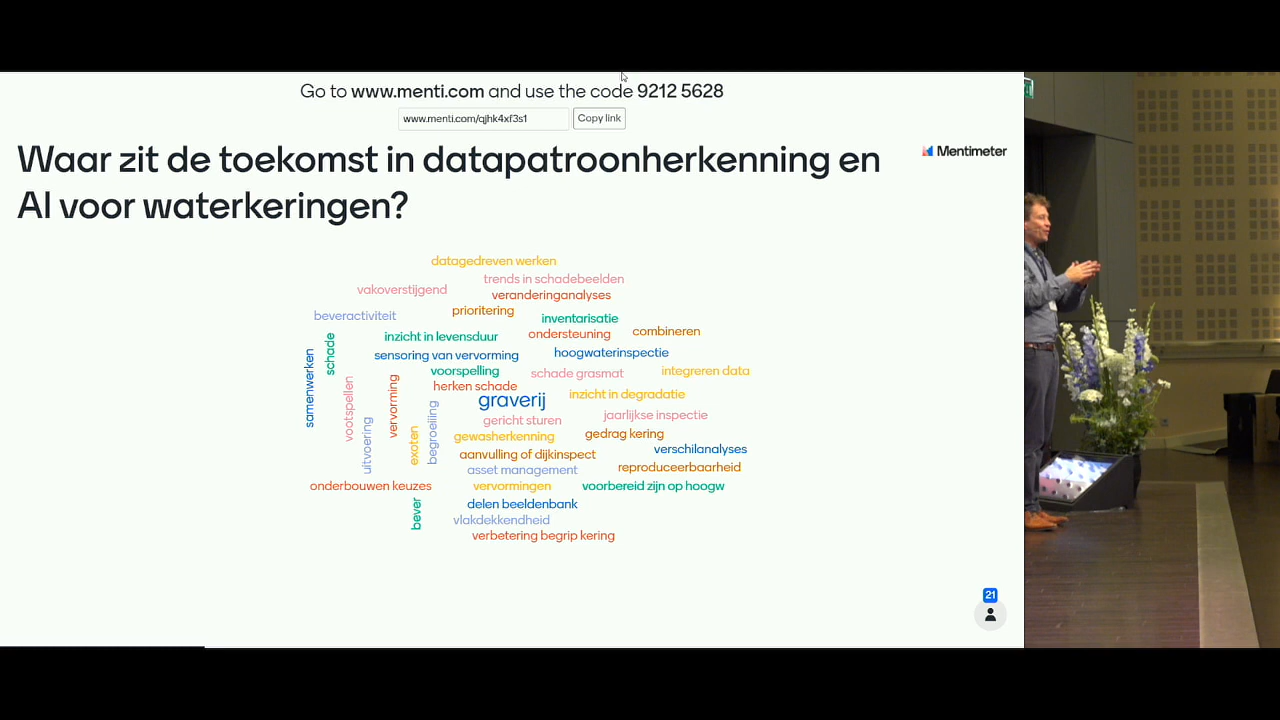 Go to www.menti.com and use the code 9212 5628
www.menti.com/qjhk4xf3s1
Copy link
Waar zit de toekomst in datapatroonherkenning en
AI voor waterkeringen?
Mentimeter
datagedreven werken
trends in schadebeelden
vakoverstijgend
veranderinganalyses
prioritering
beveractiviteit
inventarisatie
combineren
inzicht in levensduur
ondersteuning
schade
sensoring van vervorming
hoogwaterinspectie
samenwerken
voorspelling
schade grasmat
integreren data
herken schade
vootspellen
vervorming
graverij
inzicht in degradatie
uitvoering
exoten
begroeiing
gericht sturen
jaarlijkse inspectie
gewasherkenning
gedrag kering
aanvulling of dijkinspect
verschilanalyses
asset management
reproduceerbaarheid
onderbouwen keuzes
vervormingen
voorbereid zijn op hoogw
bever
delen beeldenbank
vlakdekkendheid
verbetering begrip kering
21